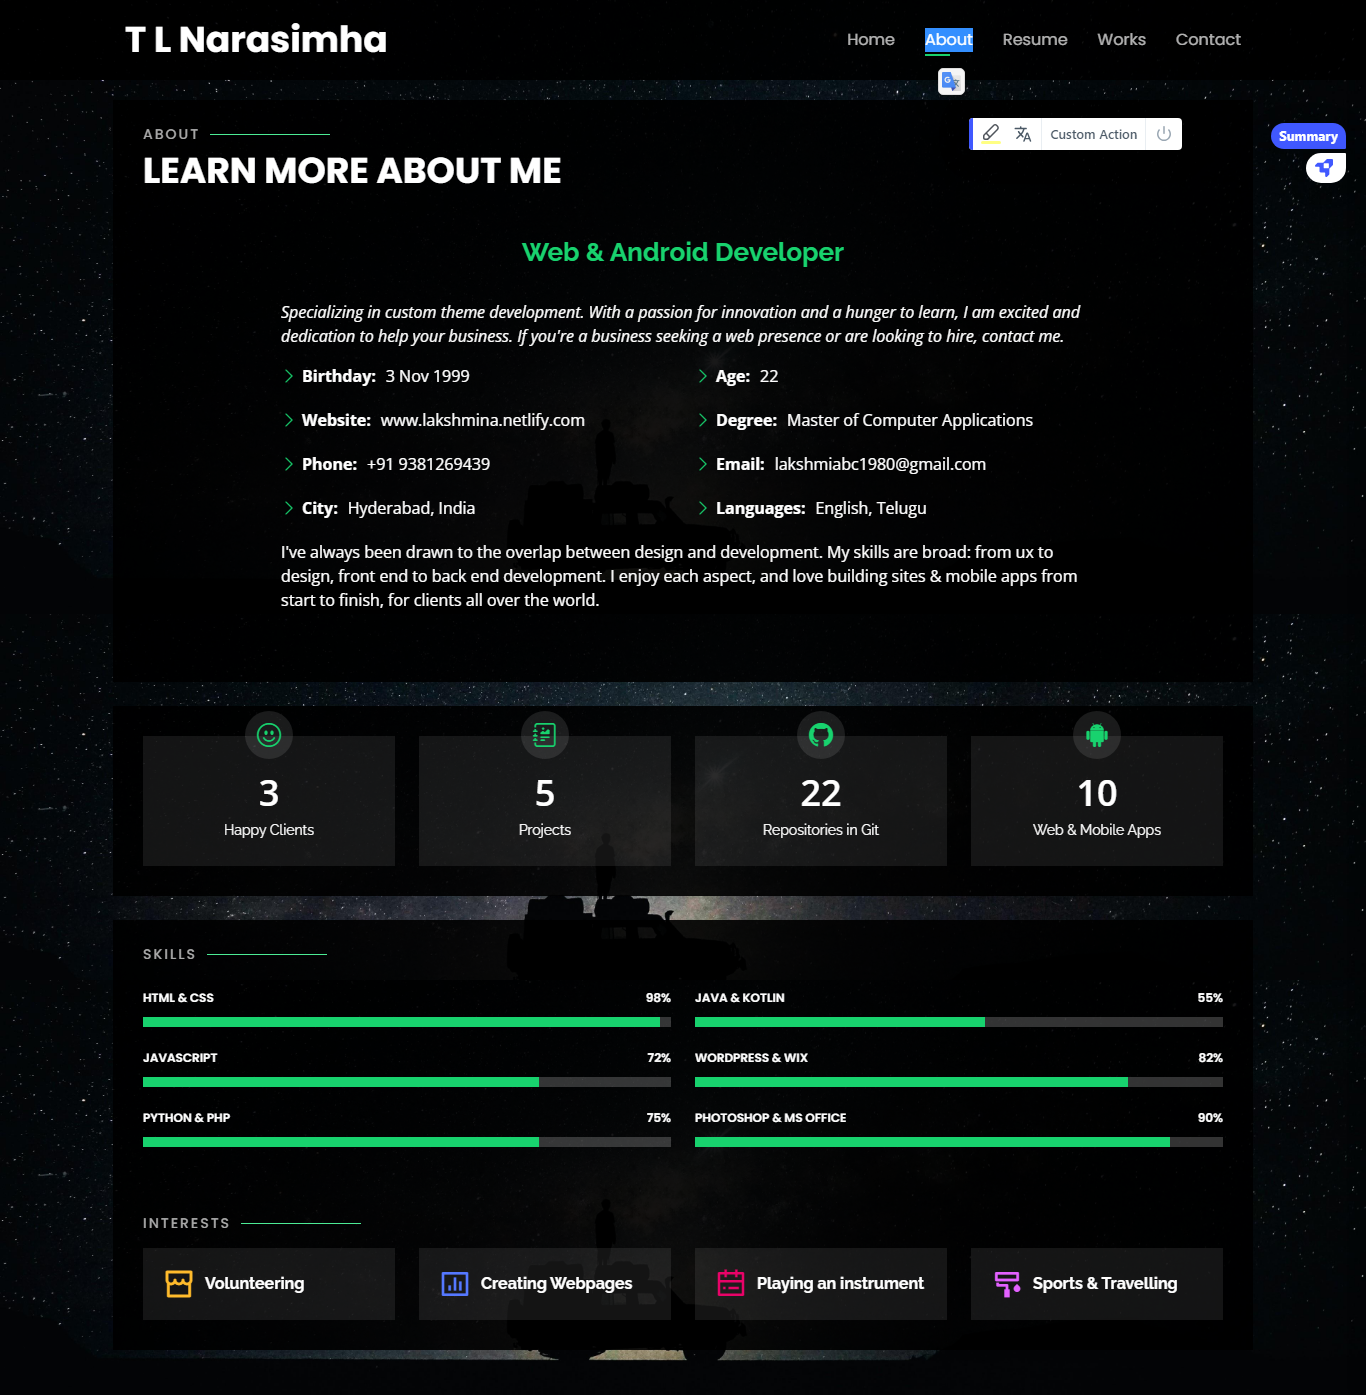 T L Narasimha
Home About Resume Works Contact
ABOUT
Custom Action
Summary
LEARN MORE ABOUT ME
Web & Android Developer
Specializing in custom theme development. With a passion for innovation and a hunger to learn, I am excited and
dedication to help your business. If you're a business seeking a web presence or are looking to hire, contact me.
Birthday: 3 Nov 1999
Age: 22
Website: www.lakshmina.netlify.com
Degree: Master of Computer Applications
Phone: +91 9381269439
Email: lakshmiabc1980@gmail.com
City: Hyderabad, India
Languages: English, Telugu
I've always been drawn to the overlap between design and development. My skills are broad: from ux to
design, front end to back end development. I enjoy each aspect, and love building sites & mobile apps from
start to finish, for clients all over the world.
3
Happy Clients
5
Projects
22
Repositories in Git
10
Web & Mobile Apps
SKILLS
HTML & CSS 98%
JAVA & KOTLIN 55%
JAVASCRIPT 72%
WORDPRESS & WIX 82%
PYTHON & PHP 75%
PHOTOSHOP & MS OFFICE 90%
INTERESTS
Volunteering
Creating Webpages
Playing an instrument
Sports & Travelling